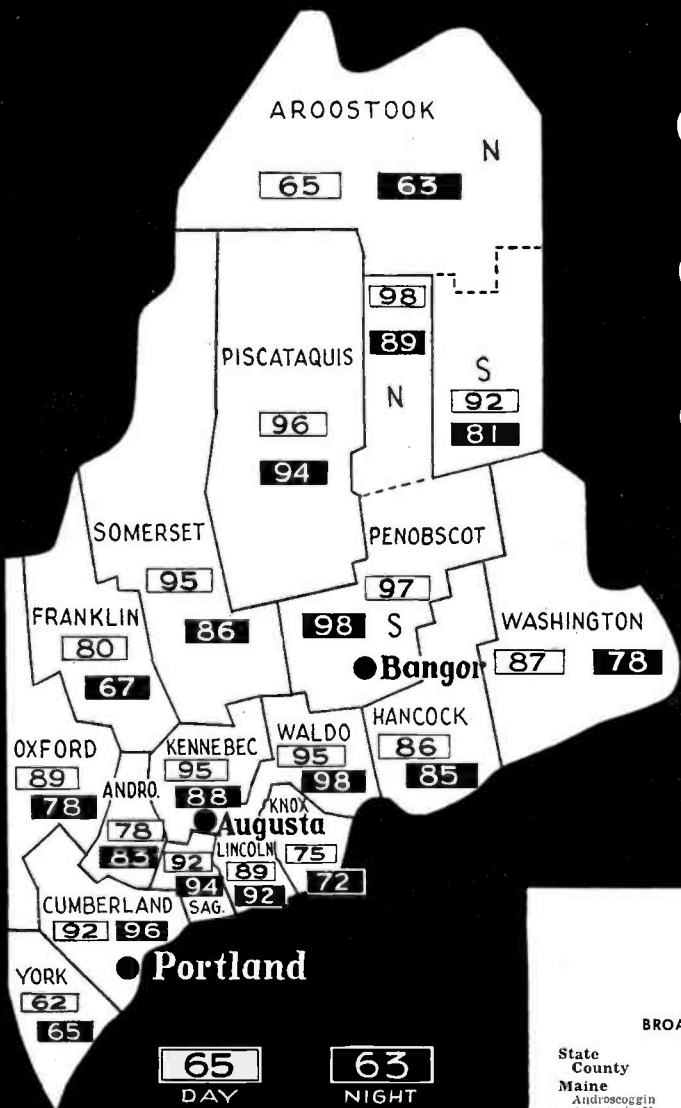 AROOSTOOK
N
65 63
98
89
N
PISCATAQUIS
96
94
S
92
81
SOMERSET
95
86
PENOBSCOT
97
98 S
Bangor
FRANKLIN
80
67
WASHINGTON
87 78
HANCOCK
86
85
OXFORD
89
78
KENNEBEC
95
88
WALDO
95
98
ANDRO.
78
83
Augusta
KNOX
75
72
92
94
SAG.
LINCOLN
89
92
CUMBERLAND
92 96
Portland
YORK
62
65
65 63
DAY NIGHT
BROA
State
County
Maine
Androscoggin